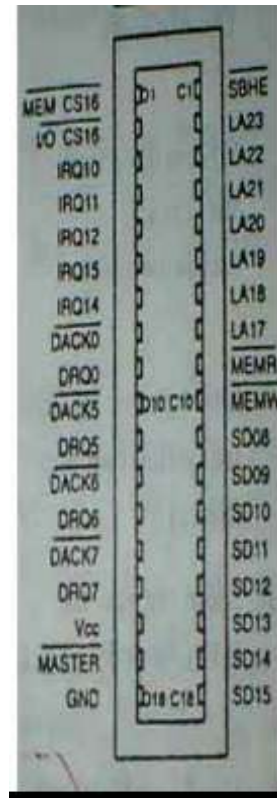 MEM CS16 D1 C1 SBHE
I/O CS16 LA23
IRQ10 LA22
IRQ11 LA21
IRQ12 LA20
IRQ15 LA19
IRQ14 LA18
DACK0 LA17
DRQ0 MEMR
DACK5 D10 C10 MEMW
DRQ5 SD08
DACK6 SD09
DRQ6 SD10
DACK7 SD11
DRQ7 SD12
Vcc SD13
MASTER SD14
GND D18 C18 SD15